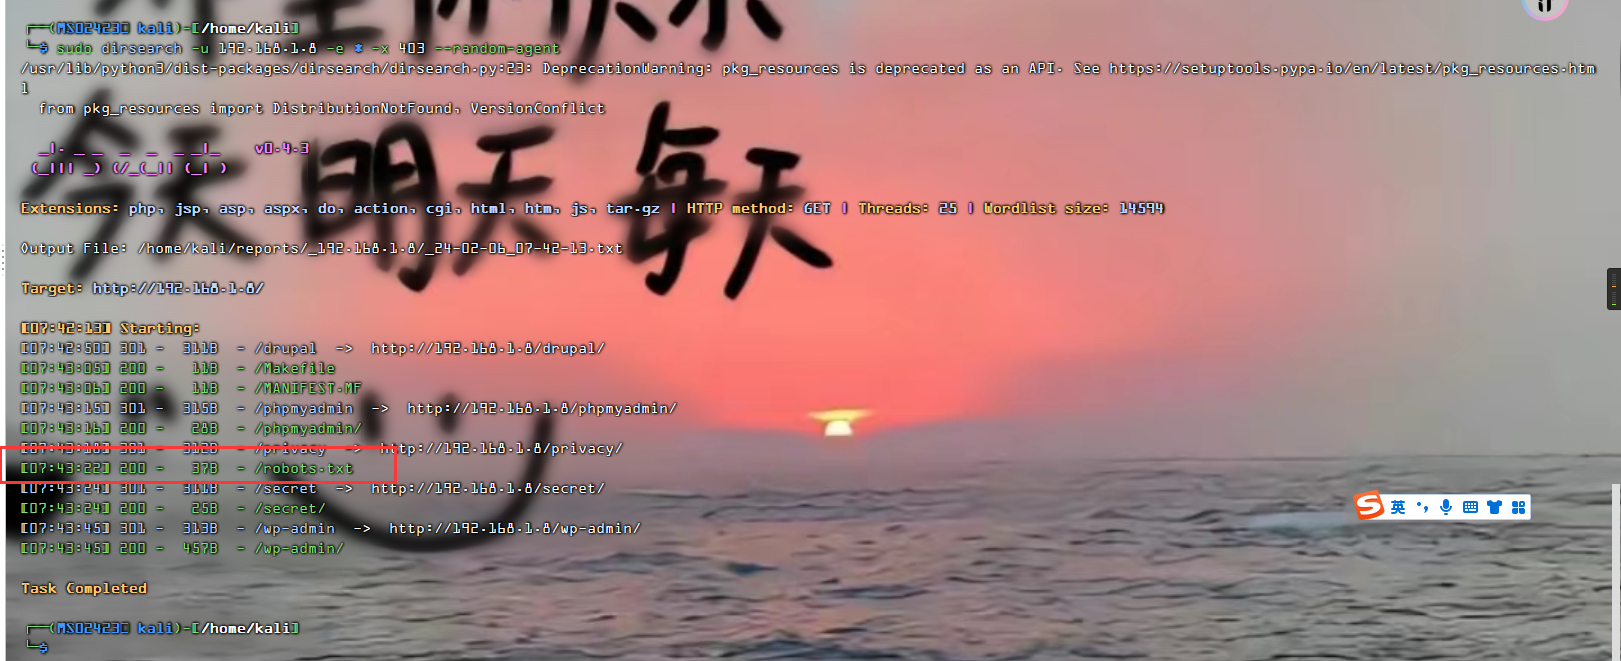 ┌──(MS02423㉿kali)-[/home/kali]
└─$ sudo dirsearch -u 192.168.1.8 -e * -x 403 --random-agent
/usr/lib/python3/dist-packages/dirsearch/dirsearch.py:23: DeprecationWarning: pkg_resources is deprecated as an API. See https://setuptools.pypa.io/en/latest/pkg_resources.htm
l
from pkg_resources import DistributionNotFound, VersionConflict
今天 明天 每天
v0.4.3
Extensions: php, jsp, asp, aspx, do, action, cgi, html, htm, js, tar.gz | HTTP method: GET | Threads: 25 | Wordlist size: 14594
Output File: /home/kali/reports/_192.168.1.8/_24-02-06_07-42-13.txt
Target: http://192.168.1.8/
[07:42:13] Starting:
[07:42:50] 301 - 311B - /drupal -> http://192.168.1.8/drupal/
[07:43:05] 200 - 11B - /Makefile
[07:43:06] 200 - 11B - /MANIFEST.MF
[07:43:15] 301 - 315B - /phpmyadmin -> http://192.168.1.8/phpmyadmin/
[07:43:16] 200 - 28B - /phpmyadmin/
[07:43:18] 301 - 312B - /privacy -> http://192.168.1.8/privacy/
[07:43:22] 200 - 37B - /robots.txt
[07:43:24] 301 - 311B - /secret -> http://192.168.1.8/secret/
[07:43:24] 200 - 25B - /secret/
[07:43:45] 301 - 313B - /wp-admin -> http://192.168.1.8/wp-admin/
[07:43:45] 200 - 457B - /wp-admin/
英
Task Completed
┌──(MS02423㉿kali)-[/home/kali]
└─$